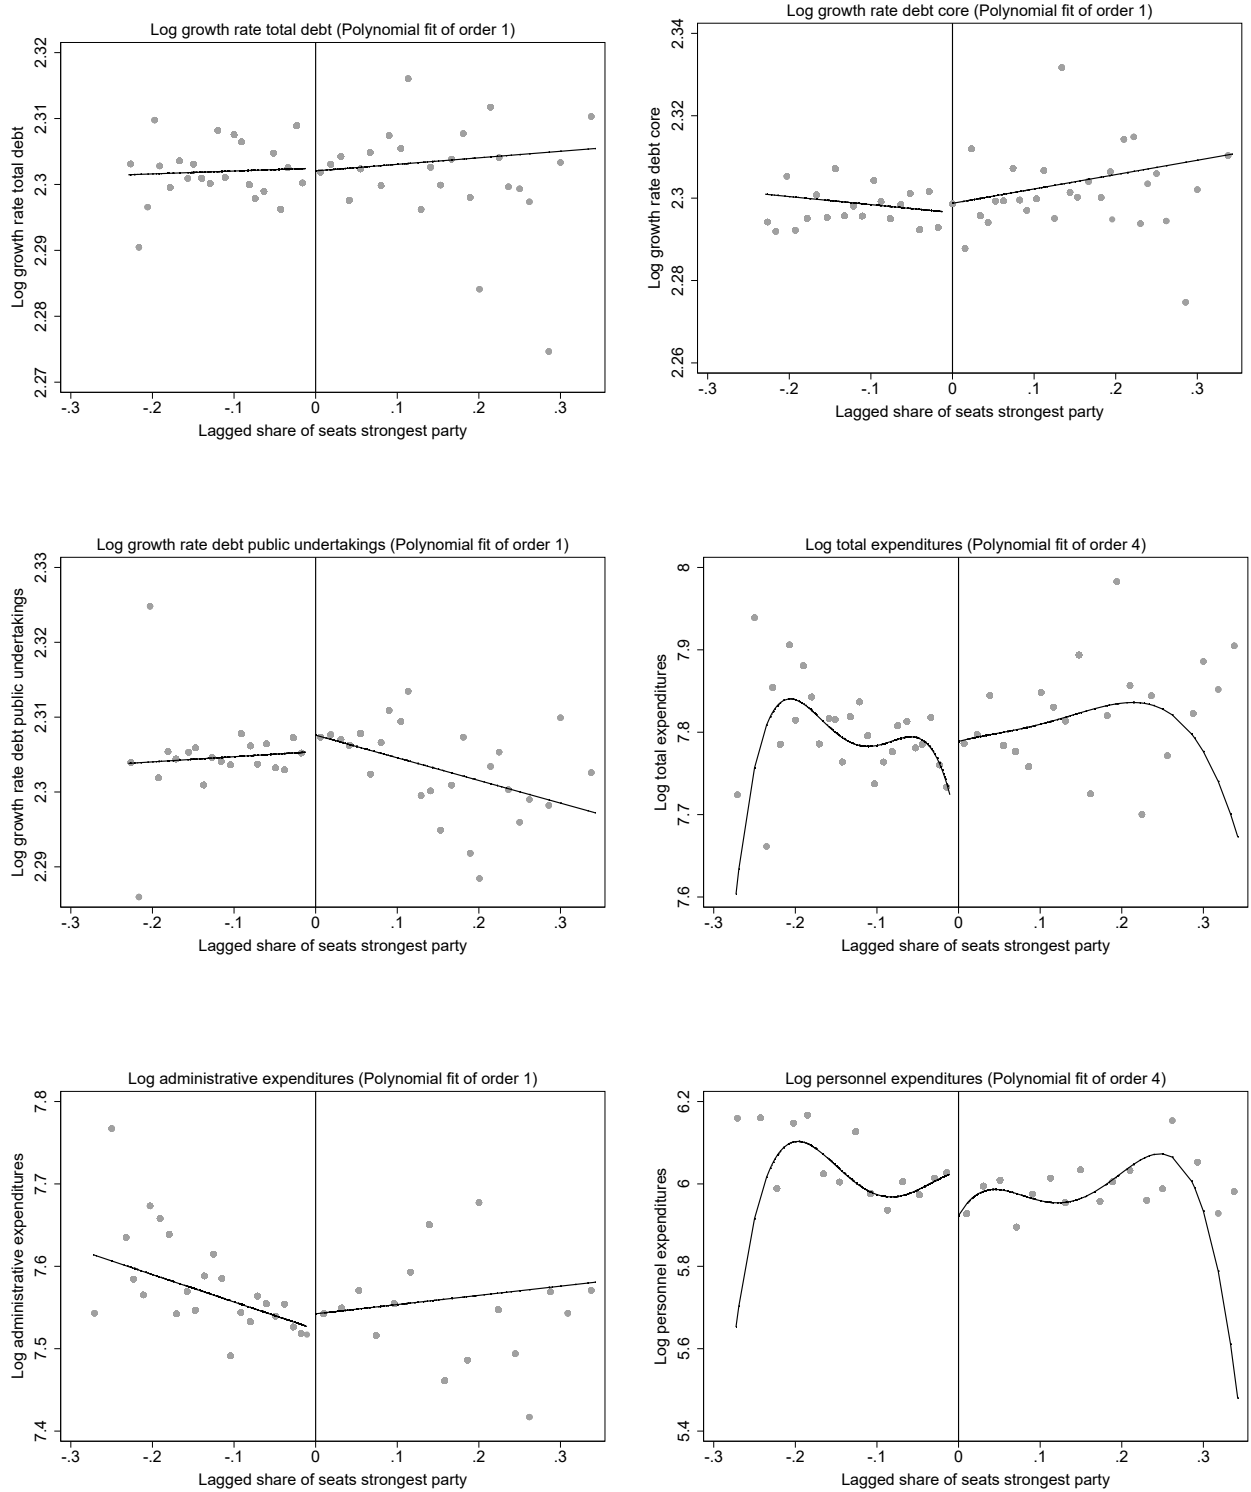 Log growth rate total debt (Polynomial fit of order 1)
Log growth rate total debt
2.32
2.31
2.3
2.29
2.28
2.27
-.3 -.2 -.1 0 .1 .2 .3
Lagged share of seats strongest party
Log growth rate debt core (Polynomial fit of order 1)
Log growth rate debt core
2.34
2.32
2.3
2.28
2.26
-.3 -.2 -.1 0 .1 .2 .3
Lagged share of seats strongest party
Log growth rate debt public undertakings (Polynomial fit of order 1)
Log growth rate debt public undertakings
2.33
2.32
2.31
2.3
2.29
-.3 -.2 -.1 0 .1 .2 .3
Lagged share of seats strongest party
Log total expenditures (Polynomial fit of order 4)
Log total expenditures
8
7.9
7.8
7.7
7.6
-.3 -.2 -.1 0 .1 .2 .3
Lagged share of seats strongest party
Log administrative expenditures (Polynomial fit of order 1)
Log administrative expenditures
7.8
7.7
7.6
7.5
7.4
-.3 -.2 -.1 0 .1 .2 .3
Lagged share of seats strongest party
Log personnel expenditures (Polynomial fit of order 4)
Log personnel expenditures
6.2
6
5.8
5.6
5.4
-.3 -.2 -.1 0 .1 .2 .3
Lagged share of seats strongest party